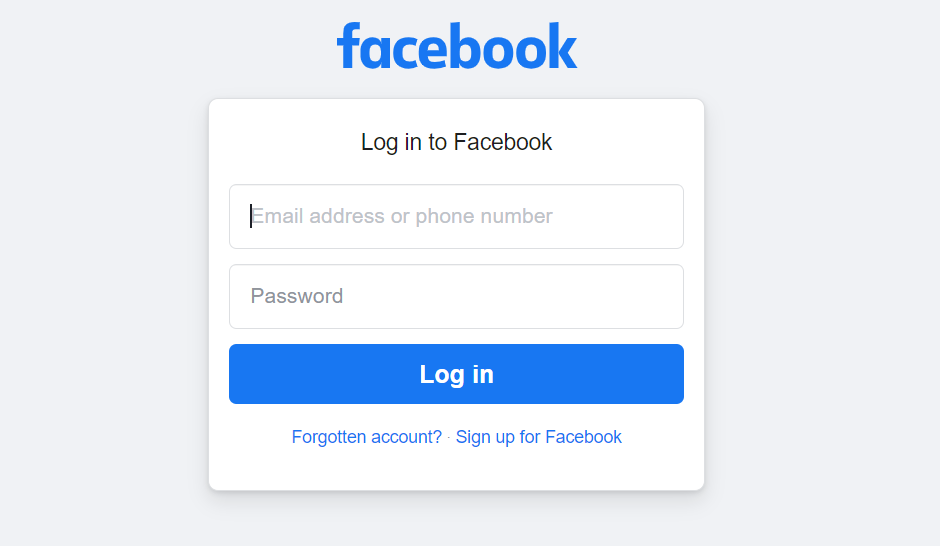 facebook
Log in to Facebook
Email address or phone number
Password
Log in
Forgotten account? · Sign up for Facebook